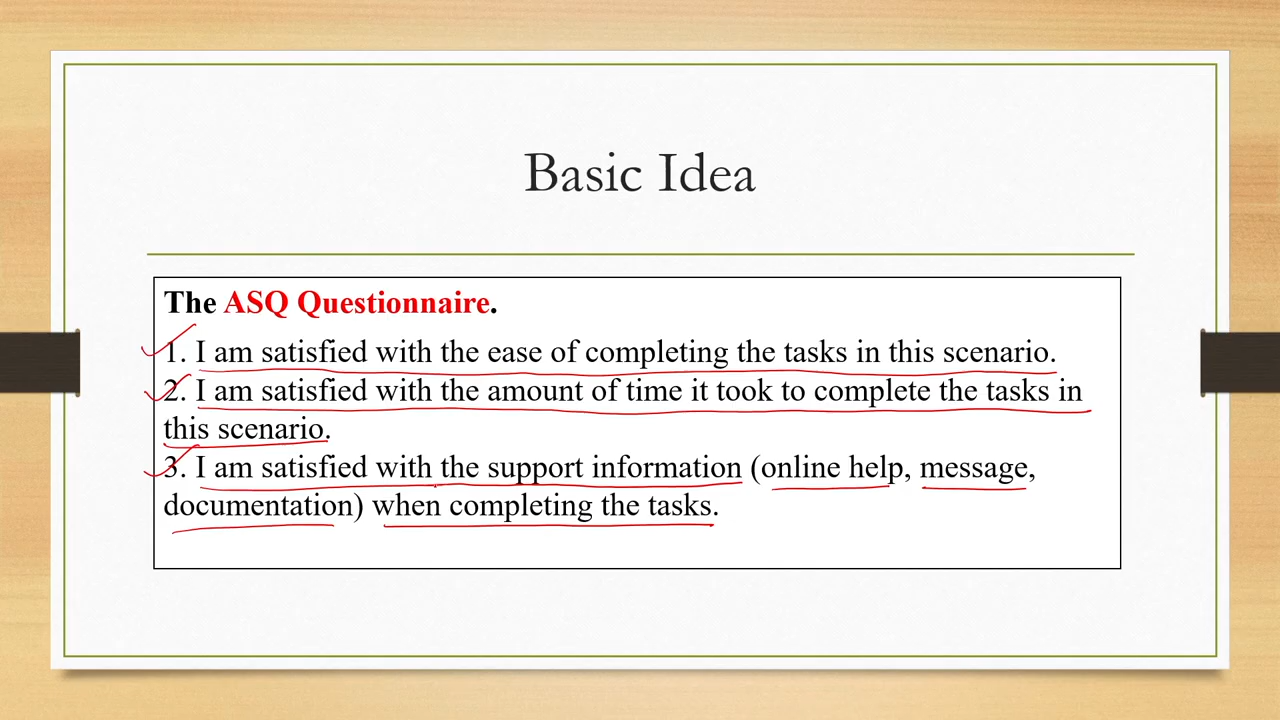 Basic Idea
The ASQ Questionnaire.
1. I am satisfied with the ease of completing the tasks in this scenario.
2. I am satisfied with the amount of time it took to complete the tasks in
this scenario.
3. I am satisfied with the support information (online help, message,
documentation) when completing the tasks.